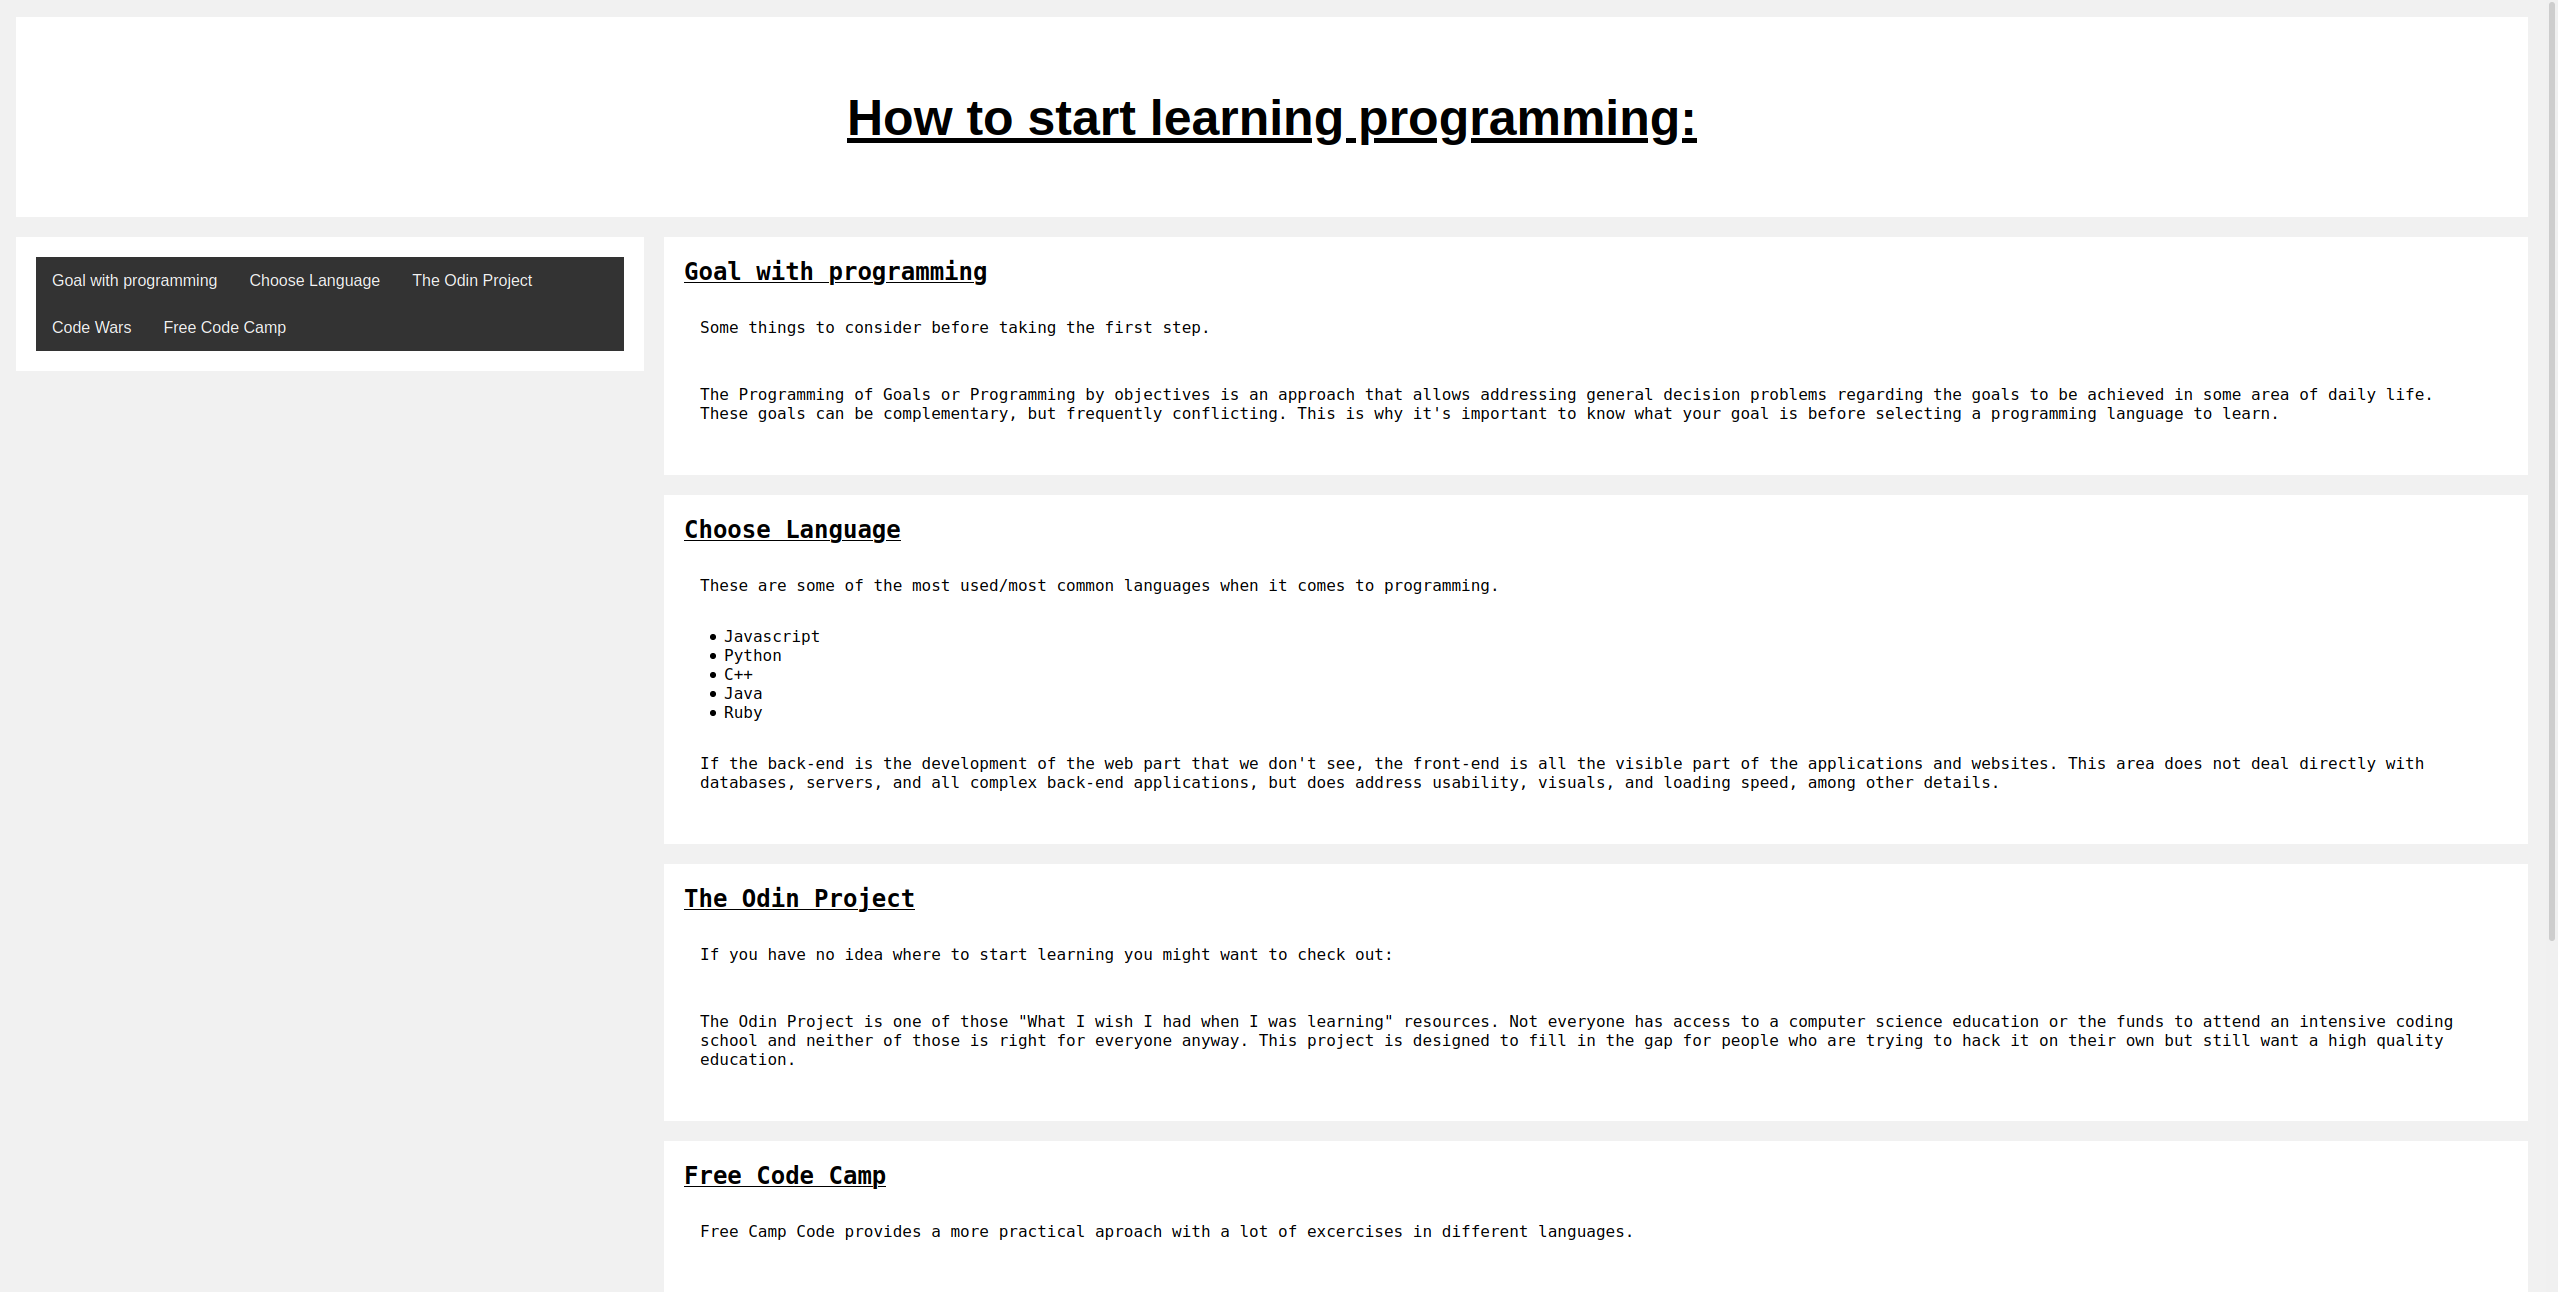 How to start learning programming:
Goal with programming Choose Language The Odin Project
Code Wars Free Code Camp
Goal with programming
Some things to consider before taking the first step.
The Programming of Goals or Programming by objectives is an approach that allows addressing general decision problems regarding the goals to be achieved in some area of daily life.
These goals can be complementary, but frequently conflicting. This is why it's important to know what your goal is before selecting a programming language to learn.
Choose Language
These are some of the most used/most common languages when it comes to programming.
Javascript
Python
C++
Java
Ruby
If the back-end is the development of the web part that we don't see, the front-end is all the visible part of the applications and websites. This area does not deal directly with
databases, servers, and all complex back-end applications, but does address usability, visuals, and loading speed, among other details.
The Odin Project
If you have no idea where to start learning you might want to check out:
The Odin Project is one of those "What I wish I had when I was learning" resources. Not everyone has access to a computer science education or the funds to attend an intensive coding
school and neither of those is right for everyone anyway. This project is designed to fill in the gap for people who are trying to hack it on their own but still want a high quality
education.
Free Code Camp
Free Camp Code provides a more practical aproach with a lot of excercises in different languages.